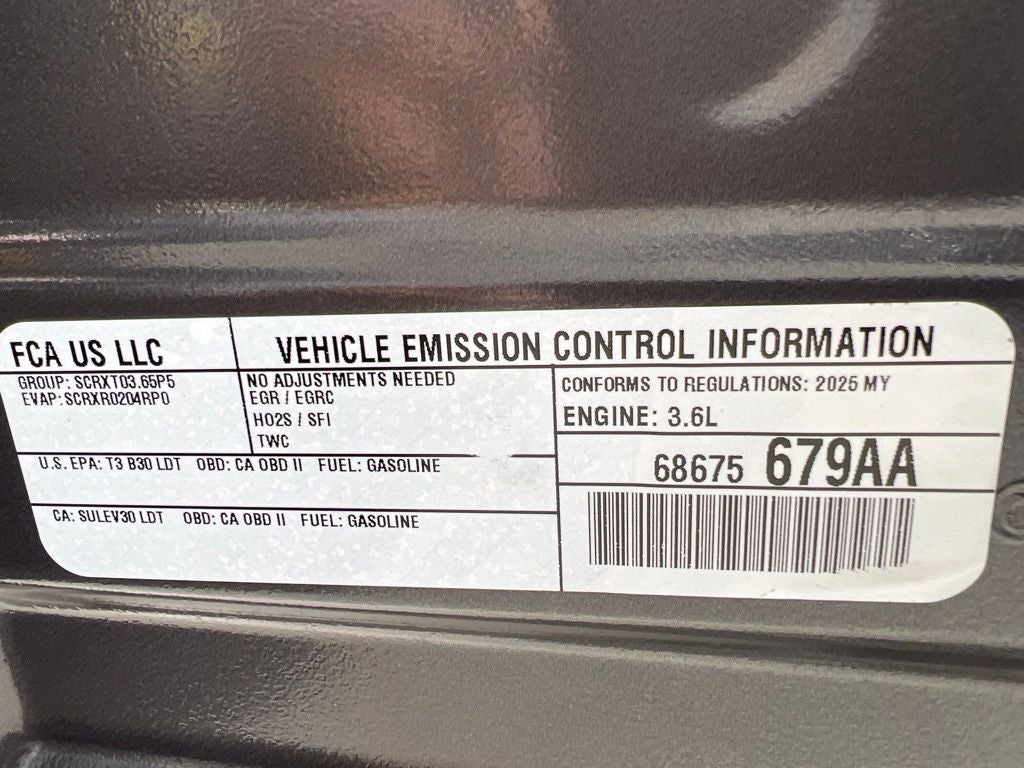 FCA US LLC
VEHICLE EMISSION CONTROL INFORMATION
GROUP: SCRXT03.65P5
EVAP: SCRXR0204RP0
NO ADJUSTMENTS NEEDED
EGR / EGRC
HO2S / SFI
TWC
CONFORMS TO REGULATIONS: 2025 MY
ENGINE: 3.6L
68675 679AA
U.S. EPA: T3 B30 LDT OBD: CA OBD II FUEL: GASOLINE
CA: SULEV30 LDT OBD: CA OBD II FUEL: GASOLINE